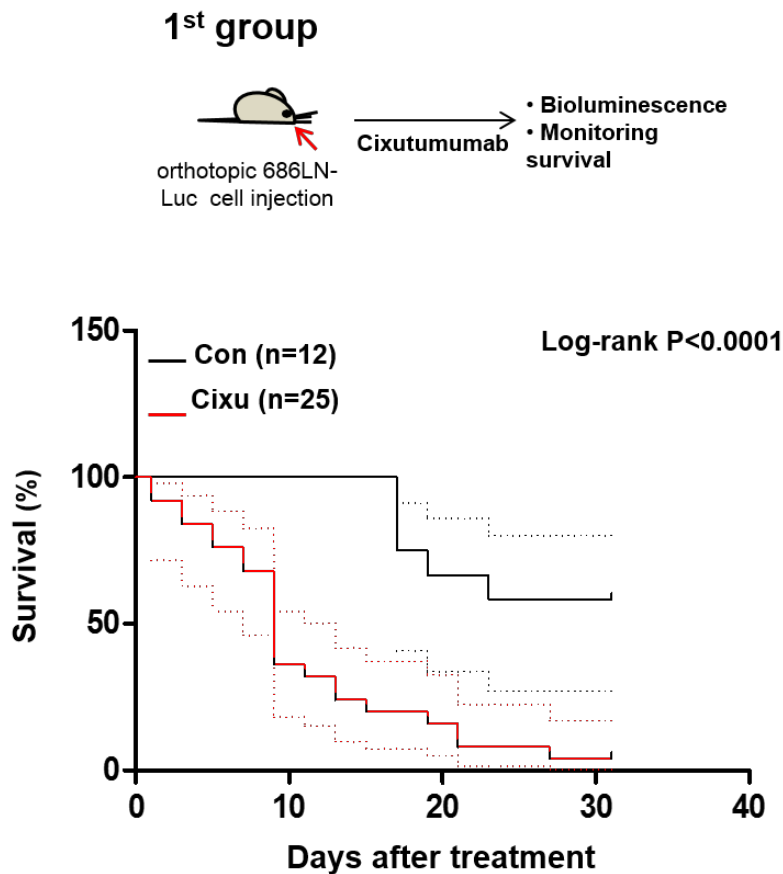 1st group
• Bioluminescence
• Monitoring
survival
Cixutumumab
orthotopic 686LN-
Luc cell injection
150
Con (n=12)
Log-rank P<0.0001
Cixu (n=25)
100
Survival (%)
50
0
0 10 20 30 40
Days after treatment